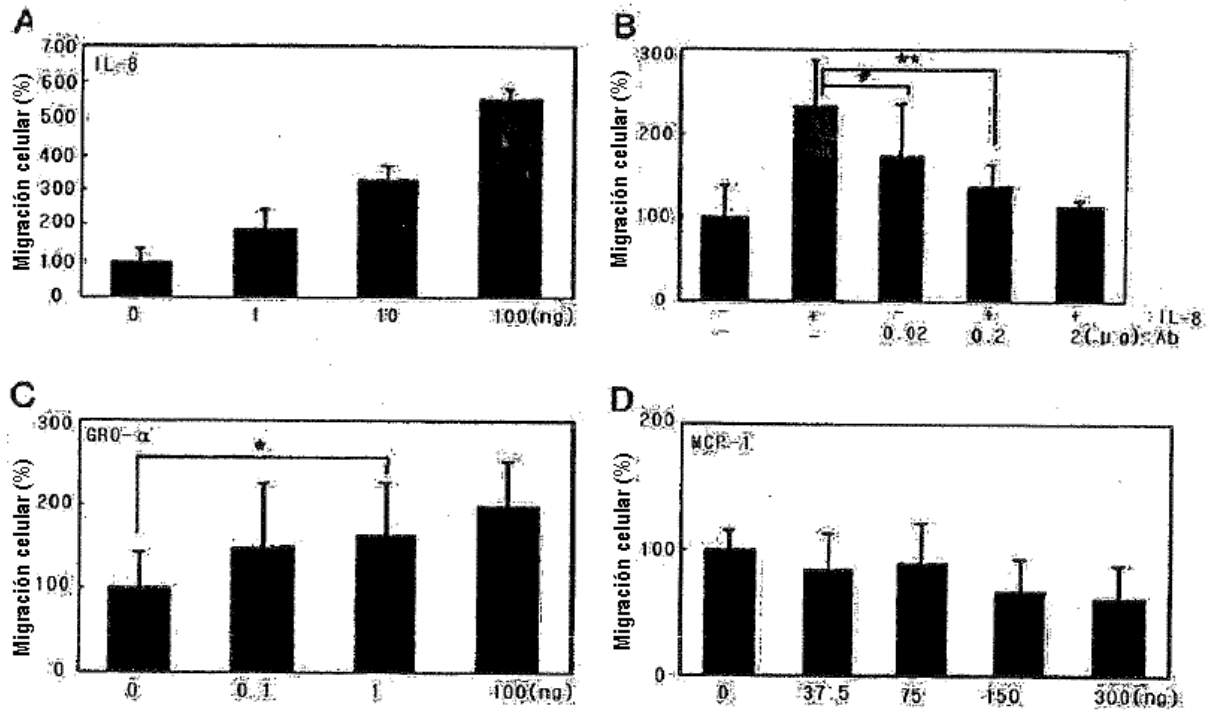 A
Migración celular (%)
700
600
500
400
300
200
100
0
IL-8
0 1 10 100(ng)
B
Migración celular (%)
300
200
100
0
**
#
- + - + + :IL-8
- - 0.02 0.2 2(μg):Ab
C
Migración celular (%)
300
200
100
0
GRO-α
*
0 0.1 1 100(ng)
D
Migración celular (%)
200
100
0
MCP-1
0 37.5 75 150 300(ng)